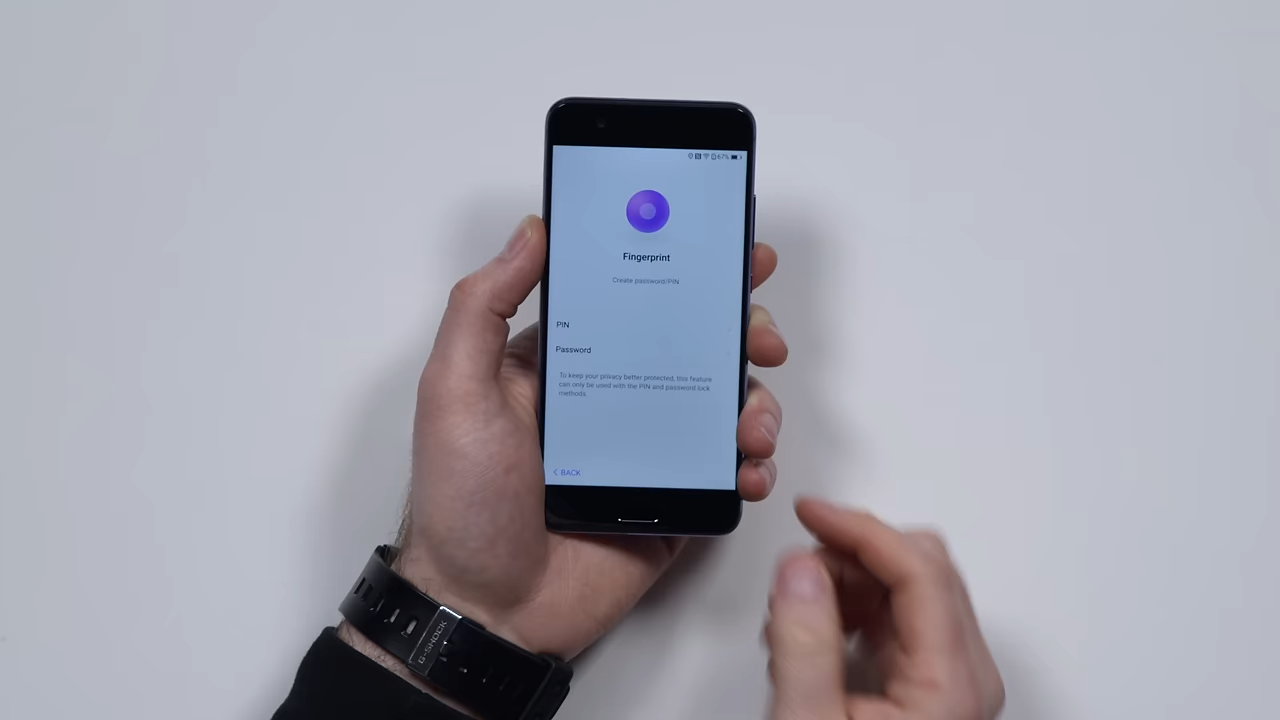 67%
Fingerprint
Create password/PIN
PIN
Password
To keep your privacy better protected, this feature
can only be used with the PIN and password lock
methods
< BACK
G-SHOCK